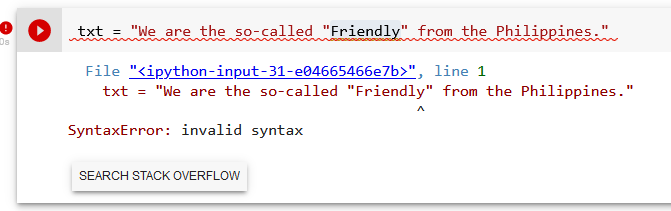 txt = "We are the so-called "Friendly" from the Philippines."
0s
File "<ipython-input-31-e04665466e7b>", line 1
txt = "We are the so-called "Friendly" from the Philippines."
^
SyntaxError: invalid syntax
SEARCH STACK OVERFLOW